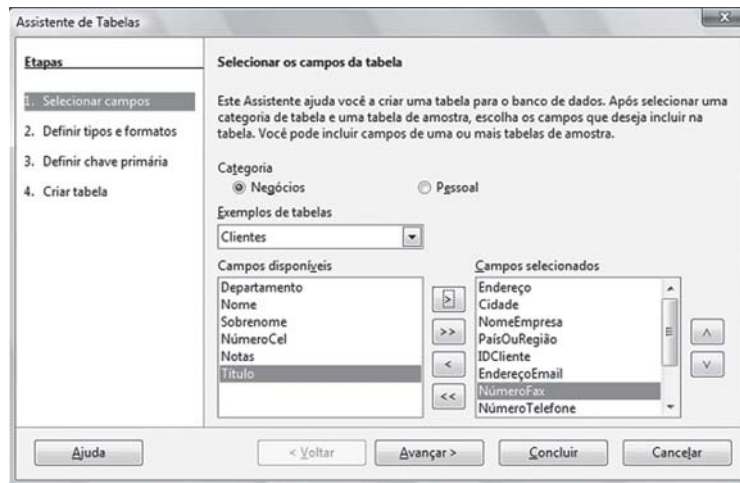 Assistente de Tabelas
x
Etapas
1. Selecionar campos
2. Definir tipos e formatos
3. Definir chave primária
4. Criar tabela
Selecionar os campos da tabela
Este Assistente ajuda você a criar uma tabela para o banco de dados. Após selecionar uma
categoria de tabela e uma tabela de amostra, escolha os campos que deseja incluir na
tabela. Você pode incluir campos de uma ou mais tabelas de amostra.
Categoria
Negócios
Pessoal
Exemplos de tabelas
Clientes
Campos disponíveis
Departamento
Nome
Sobrenome
NúmeroCel
Notas
Título
>
>>
<
<<
Campos selecionados
Endereço
Cidade
NomeEmpresa
PaísOuRegião
IDCliente
EndereçoEmail
NúmeroFax
NúmeroTelefone
Ajuda
< Voltar
Avançar >
Concluir
Cancelar